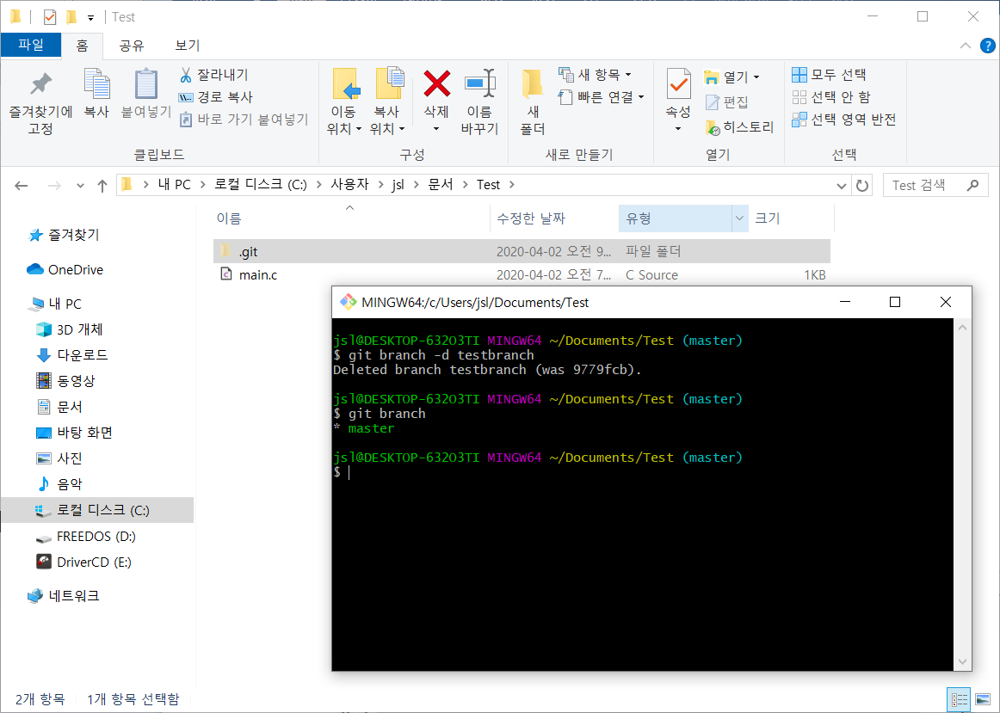 Test
파일 홈 공유 보기
즐겨찾기에 고정
복사
붙여넣기
잘라내기
경로 복사
바로 가기 붙여넣기
클립보드
이동 위치
복사 위치
삭제
이름 바꾸기
구성
새 폴더
새 항목
빠른 연결
새로 만들기
속성
열기
편집
히스토리
열기
모두 선택
선택 안 함
선택 영역 반전
선택
내 PC > 로컬 디스크 (C:) > 사용자 > jsl > 문서 > Test >
Test 검색
이름 수정한 날짜 유형 크기
.git 2020-04-02 오전 9... 파일 폴더
main.c 2020-04-02 오전 7... C Source 1KB
즐겨찾기
OneDrive
내 PC
3D 개체
다운로드
동영상
문서
바탕 화면
사진
음악
로컬 디스크 (C:)
FREEDOS (D:)
DriverCD (E:)
네트워크
MINGW64:/c/Users/jsl/Documents/Test
jsl@DESKTOP-632O3TI MINGW64 ~/Documents/Test (master)
$ git branch -d testbranch
Deleted branch testbranch (was 9779fcb).
jsl@DESKTOP-632O3TI MINGW64 ~/Documents/Test (master)
$ git branch
* master
jsl@DESKTOP-632O3TI MINGW64 ~/Documents/Test (master)
$
2개 항목 1개 항목 선택함